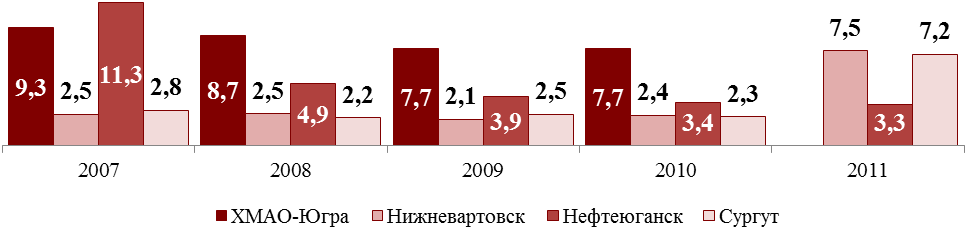 7,5 7,2
9,3 2,5 11,3 2,8 8,7 2,5 4,9 2,2 7,7 2,1 3,9 2,5 7,7 2,4 3,4 2,3 3,3
2007 2008 2009 2010 2011
ХМАО-Югра Нижневартовск Нефтеюганск Сургут